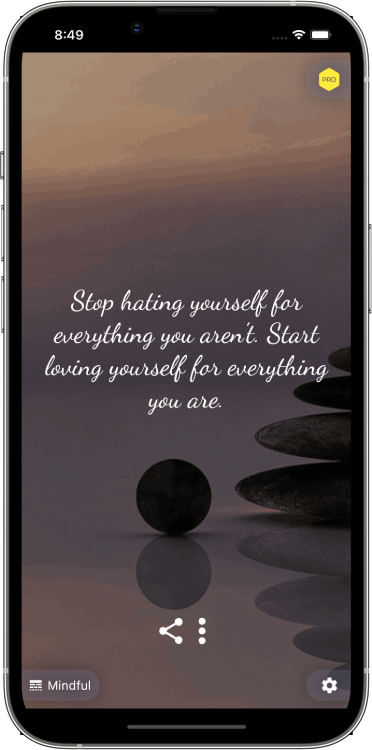 8:49
PRO
Stop hating yourself for
everything you aren't. Start
loving yourself for everything
you are.
Mindful